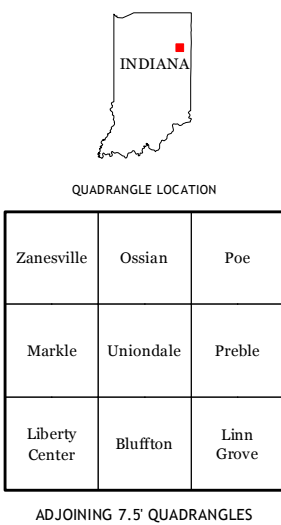 INDIANA
QUADRANGLE LOCATION
Zanesville
Ossian
Poe
Markle
Uniondale
Preble
Liberty
Center
Bluffton
Linn
Grove
ADJOINING 7.5' QUADRANGLES